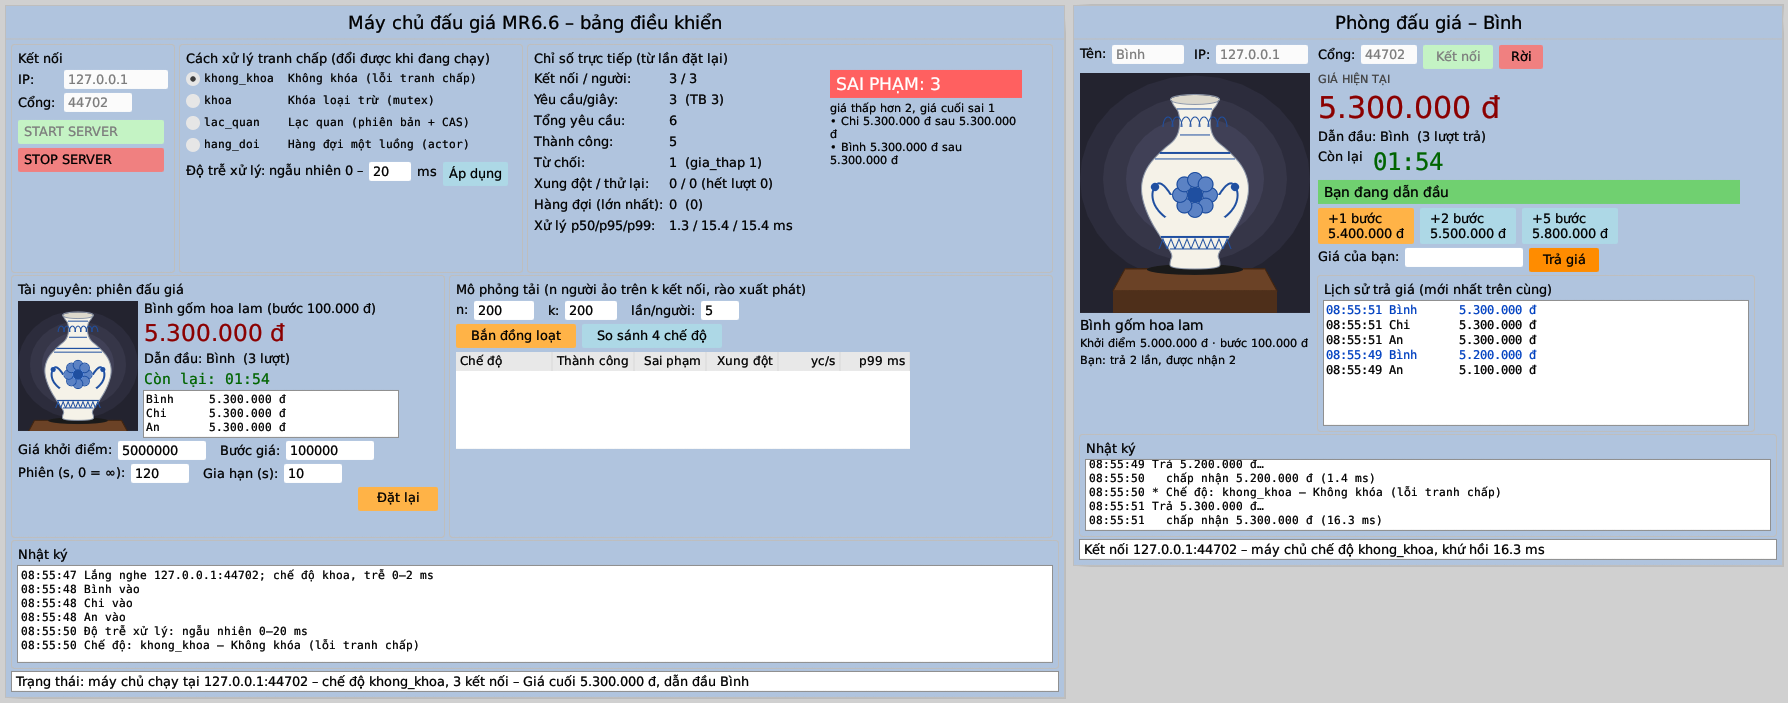 Máy chủ đấu giá MR6.6 – bảng điều khiển
Kết nối
IP: 127.0.0.1
Cổng: 44702
START SERVER
STOP SERVER
Cách xử lý tranh chấp (đổi được khi đang chạy)
khong_khoa Không khóa (lỗi tranh chấp)
khoa Khóa loại trừ (mutex)
lac_quan Lạc quan (phiên bản + CAS)
hang_doi Hàng đợi một luồng (actor)
Độ trễ xử lý: ngẫu nhiên 0 – 20 ms Áp dụng
Chỉ số trực tiếp (từ lần đặt lại)
Kết nối / người: 3 / 3
Yêu cầu/giây: 3 (TB 3)
Tổng yêu cầu: 6
Thành công: 5
Từ chối: 1 (gia_thap 1)
Xung đột / thử lại: 0 / 0 (hết lượt 0)
Hàng đợi (lớn nhất): 0 (0)
Xử lý p50/p95/p99: 1.3 / 15.4 / 15.4 ms
SAI PHẠM: 3
giá thấp hơn 2, giá cuối sai 1
• Chi 5.300.000 đ sau 5.300.000
đ
• Bình 5.300.000 đ sau
5.300.000 đ
Tài nguyên: phiên đấu giá
Bình gốm hoa lam (bước 100.000 đ)
5.300.000 đ
Dẫn đầu: Bình (3 lượt)
Còn lại: 01:54
Bình 5.300.000 đ
Chi 5.300.000 đ
An 5.300.000 đ
Giá khởi điểm: 5000000 Bước giá: 100000
Phiên (s, 0 = ∞): 120 Gia hạn (s): 10
Đặt lại
Mô phỏng tải (n người ảo trên k kết nối, rào xuất phát)
n: 200 k: 200 lần/người: 5
Bắn đồng loạt So sánh 4 chế độ
Chế độ Thành công Sai phạm Xung đột yc/s p99 ms
Nhật ký
08:55:47 Lắng nghe 127.0.0.1:44702; chế độ khoa, trễ 0–2 ms
08:55:48 Bình vào
08:55:48 Chi vào
08:55:48 An vào
08:55:50 Độ trễ xử lý: ngẫu nhiên 0–20 ms
08:55:50 Chế độ: khong_khoa – Không khóa (lỗi tranh chấp)
Trạng thái: máy chủ chạy tại 127.0.0.1:44702 – chế độ khong_khoa, 3 kết nối – Giá cuối 5.300.000 đ, dẫn đầu Bình
Phòng đấu giá – Bình
Tên: Bình IP: 127.0.0.1 Cổng: 44702 Kết nối Rời
GIÁ HIỆN TẠI
5.300.000 đ
Dẫn đầu: Bình (3 lượt trả)
Còn lại 01:54
Bạn đang dẫn đầu
+1 bước +2 bước +5 bước
5.400.000 đ 5.500.000 đ 5.800.000 đ
Giá của bạn: Trả giá
Bình gốm hoa lam
Khởi điểm 5.000.000 đ · bước 100.000 đ
Bạn: trả 2 lần, được nhận 2
Lịch sử trả giá (mới nhất trên cùng)
08:55:51 Bình 5.300.000 đ
08:55:51 Chi 5.300.000 đ
08:55:51 An 5.300.000 đ
08:55:49 Bình 5.200.000 đ
08:55:49 An 5.100.000 đ
Nhật ký
08:55:49 Trả 5.200.000 đ…
08:55:50 chấp nhận 5.200.000 đ (1.4 ms)
08:55:50 * Chế độ: khong_khoa – Không khóa (lỗi tranh chấp)
08:55:51 Trả 5.300.000 đ…
08:55:51 chấp nhận 5.300.000 đ (16.3 ms)
Kết nối 127.0.0.1:44702 – máy chủ chế độ khong_khoa, khứ hồi 16.3 ms